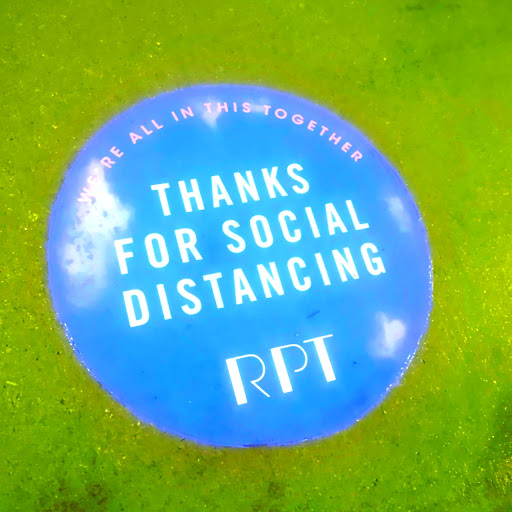 WE'RE ALL IN THIS TOGETHER
THANKS
FOR SOCIAL
DISTANCING
RPT